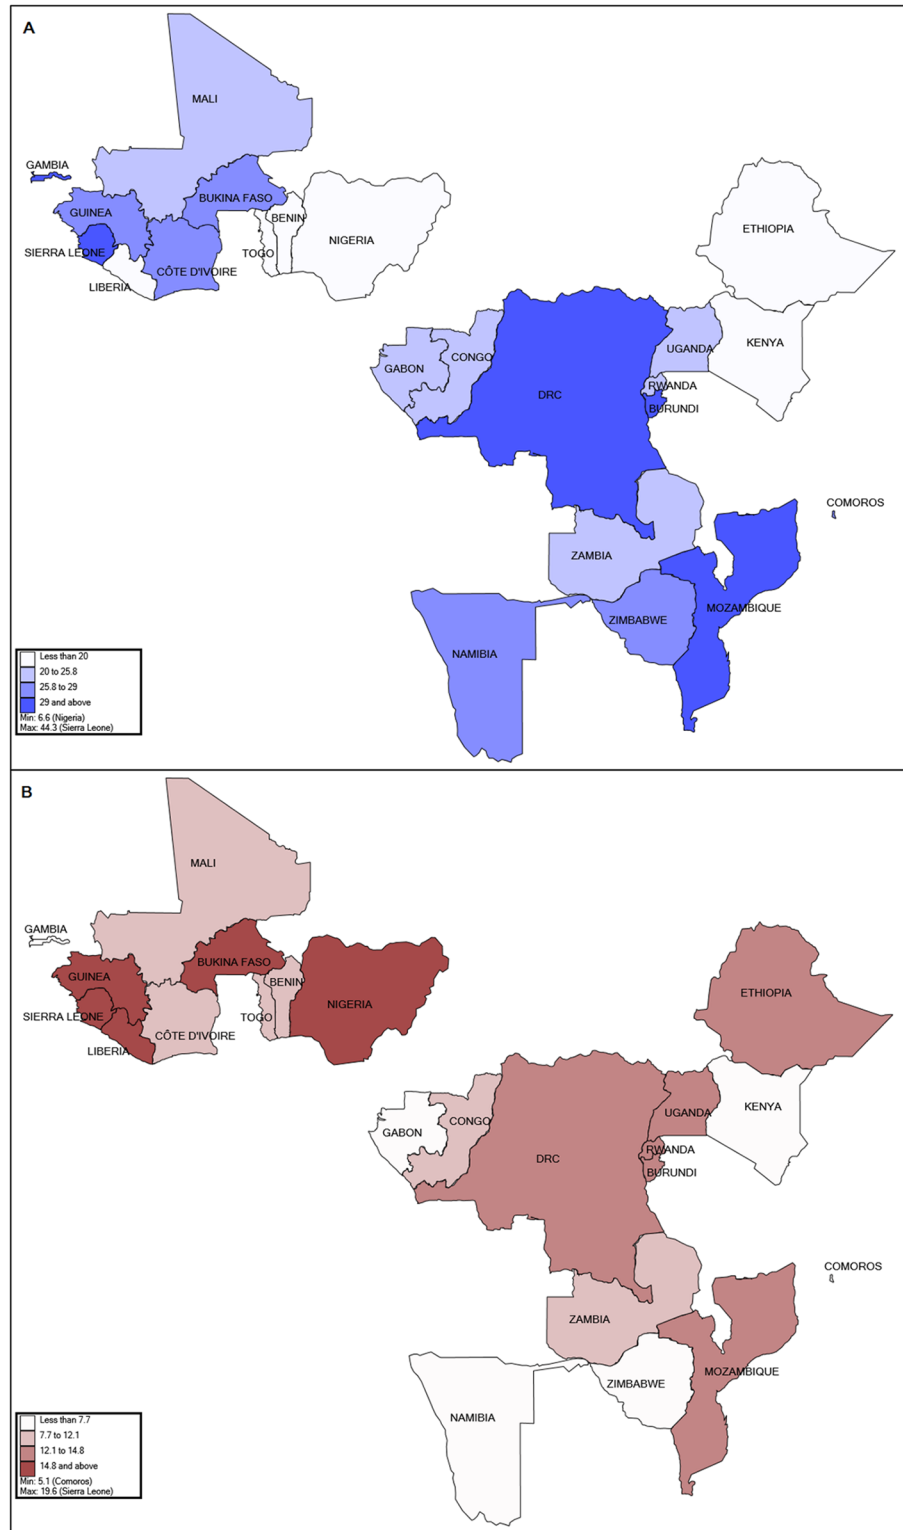 A
MALI
GAMBIA
BUKINA FASO
GUINEA
BENIN
SIERRA LEONE
NIGERIA
TOGO
CÔTE D'IVOIRE
LIBERIA
ETHIOPIA
KENYA
UGANDA
CONGO
GABON
RWANDA
DRC
BURUNDI
COMOROS
ZAMBIA
MOZAMBIQUE
ZIMBABWE
NAMIBIA
Less than 20
20 to 25.8
25.8 to 29
29 and above
Min: 6.6 (Nigeria)
Max: 44.3 (Sierra Leone)
B
MALI
GAMBIA
BUKINA FASO
GUINEA
BENIN
NIGERIA
SIERRA LEONE
TOGO
CÔTE D'IVOIRE
LIBERIA
ETHIOPIA
KENYA
UGANDA
CONGO
GABON
RWANDA
DRC
BURUNDI
COMOROS
ZAMBIA
MOZAMBIQUE
ZIMBABWE
NAMIBIA
Less than 7.7
7.7 to 12.1
12.1 to 14.8
14.8 and above
Min: 5.1 (Comoros)
Max: 19.6 (Sierra Leone)